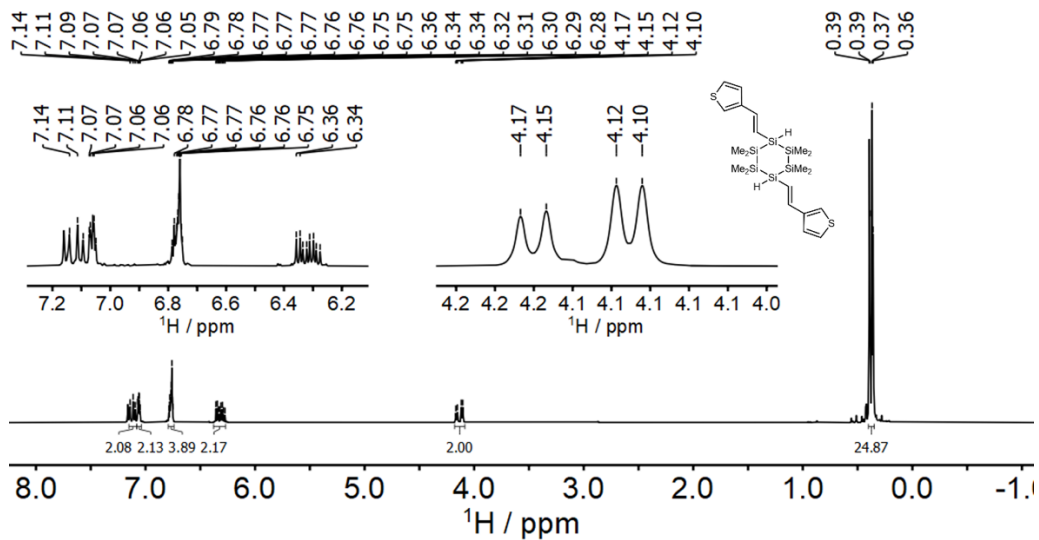 7.14 7.11 7.09 7.07 7.07 7.06 7.06 7.05 6.79 6.78 6.77 6.77 6.77 6.76 6.76 6.75 6.75 6.36 6.34 6.34 6.32 6.31 6.30 6.29 6.28 4.17 4.15 4.12 4.10 0.39 0.39 0.37 0.36
7.14 7.11 7.07 7.07 7.06 7.06 6.78 6.77 6.77 6.76 6.76 6.75 6.36 6.34
4.17 4.15 4.12 4.10
S
H
Si
Me₂Si SiMe₂
Me₂Si SiMe₂
Si
H
S
7.2 7.0 6.8 6.6 6.4 6.2
¹H / ppm
4.2 4.2 4.2 4.1 4.1 4.1 4.1 4.1 4.0
¹H / ppm
2.08 2.13 3.89 2.17 2.00 24.87
8.0 7.0 6.0 5.0 4.0 3.0 2.0 1.0 0.0 -1.0
¹H / ppm